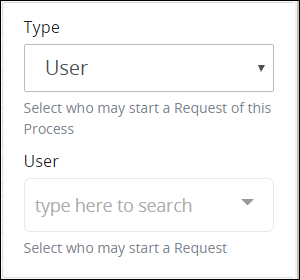 Type
User
Select who may start a Request of this
Process
User
type here to search
Select who may start a Request